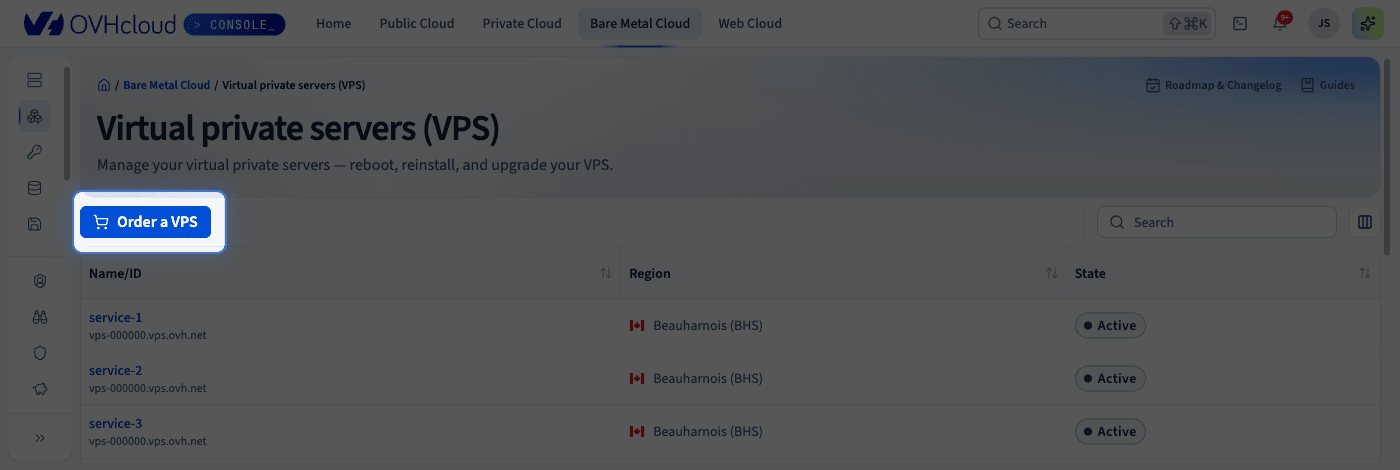 OVHcloud > CONSOLE_ Home Public Cloud Private Cloud Bare Metal Cloud Web Cloud Search ⇧⌘K 9+ JS
/ Bare Metal Cloud / Virtual private servers (VPS) Roadmap & Changelog Guides
Virtual private servers (VPS)
Manage your virtual private servers — reboot, reinstall, and upgrade your VPS.
Order a VPS Search
Name/ID Region State
service-1
vps-000000.vps.ovh.net Beauharnois (BHS) Active
service-2
vps-000000.vps.ovh.net Beauharnois (BHS) Active
service-3
vps-000000.vps.ovh.net Beauharnois (BHS) Active